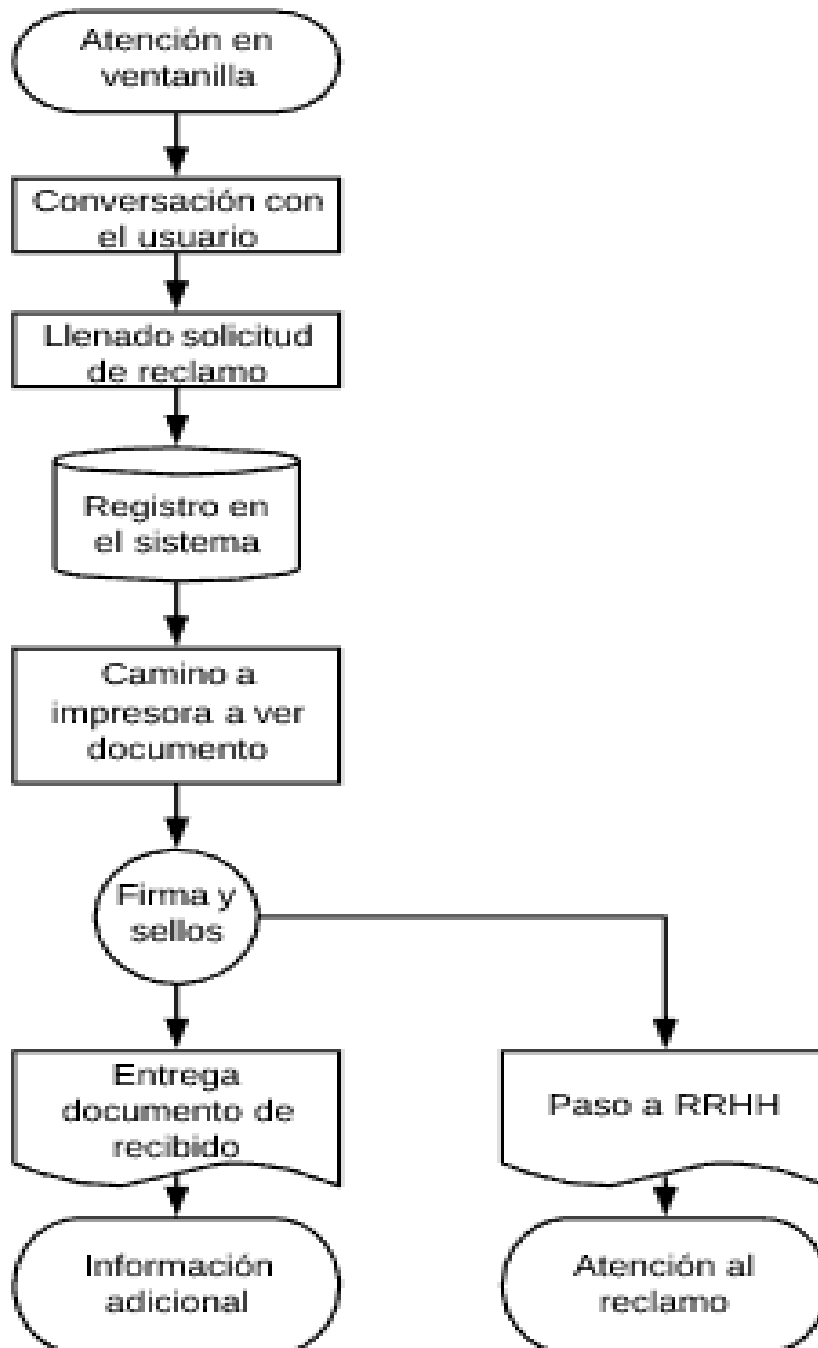 Atención en
ventanilla
Conversación con
el usuario
Llenado solicitud
de reclamo
Registro en
el sistema
Camino a
impresora a ver
documento
Firma y
sellos
Entrega
documento de
recibido
Paso a RRHH
Información
adicional
Atención al
reclamo